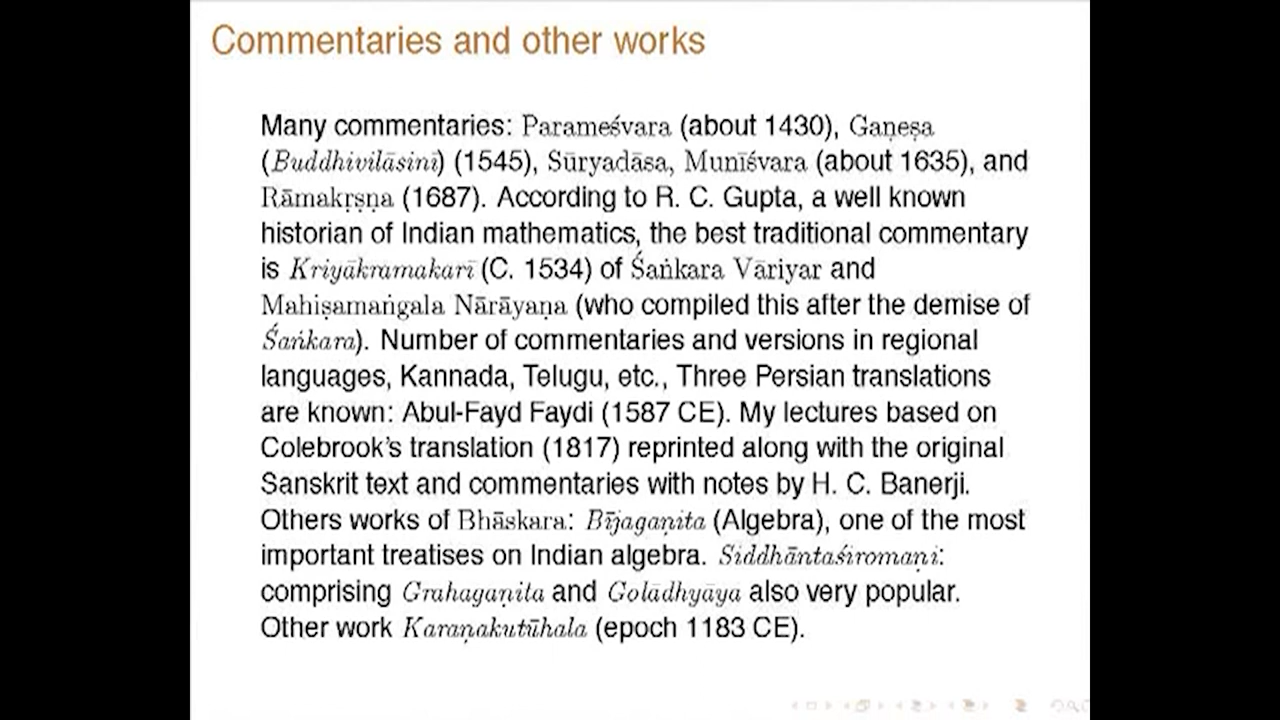 Commentaries and other works
Many commentaries: Parameśvara (about 1430), Gaṇeṣa
(Buddhivilāsinī) (1545), Sūryadāsa, Munīśvara (about 1635), and
Rāmakṛṣṇa (1687). According to R. C. Gupta, a well known
historian of Indian mathematics, the best traditional commentary
is Kriyākramakarī (C. 1534) of Śaṅkara Vāriyar and
Mahiṣamaṅgala Nārāyaṇa (who compiled this after the demise of
Śaṅkara). Number of commentaries and versions in regional
languages, Kannada, Telugu, etc., Three Persian translations
are known: Abul-Fayd Faydi (1587 CE). My lectures based on
Colebrook's translation (1817) reprinted along with the original
Sanskrit text and commentaries with notes by H. C. Banerji.
Others works of Bhāskara: Bījagaṇita (Algebra), one of the most
important treatises on Indian algebra. Siddhāntaśiromaṇi:
comprising Grahagaṇita and Golādhyāya also very popular.
Other work Karaṇakutūhala (epoch 1183 CE).